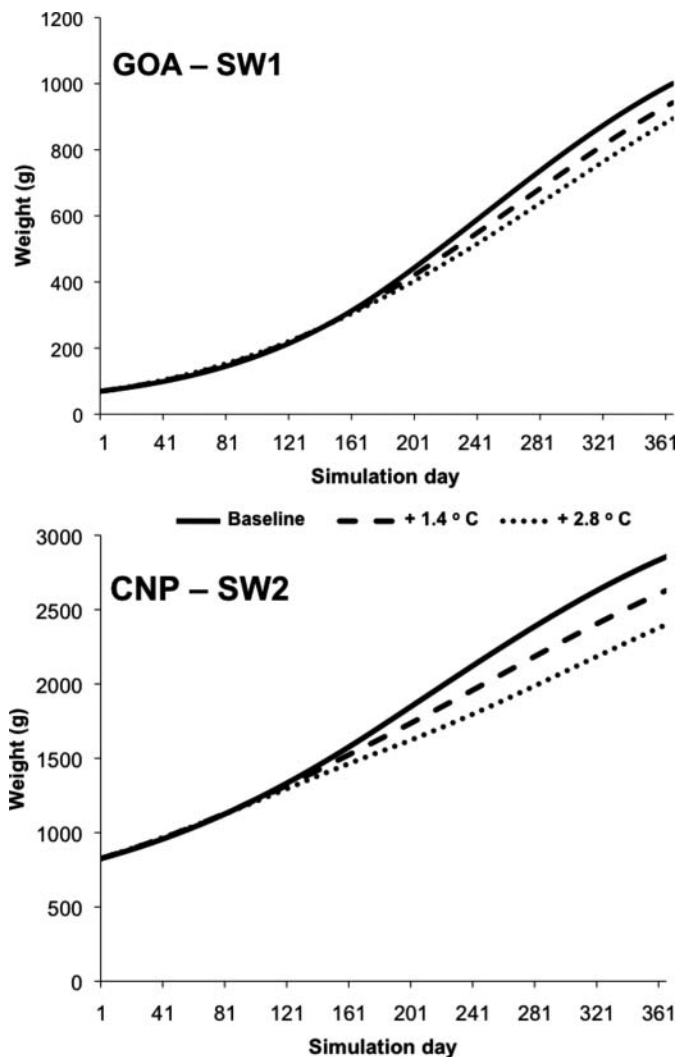 1200
GOA – SW1
1000
800
600
400
200
0
Weight (g)
1 41 81 121 161 201 241 281 321 361
Simulation day
Baseline + 1.4 ° C + 2.8 ° C
3000
CNP – SW2
2500
2000
1500
1000
500
0
Weight (g)
1 41 81 121 161 201 241 281 321 361
Simulation day